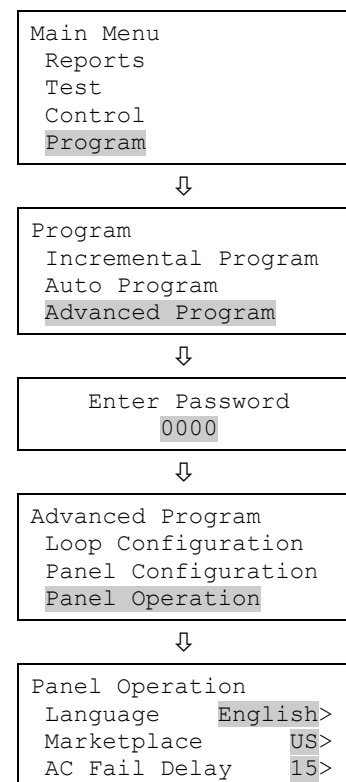 Main Menu
Reports
Test
Control
Program
⇩
Program
Incremental Program
Auto Program
Advanced Program
⇩
Enter Password
0000
⇩
Advanced Program
Loop Configuration
Panel Configuration
Panel Operation
⇩
Panel Operation
Language English>
Marketplace US>
AC Fail Delay 15>